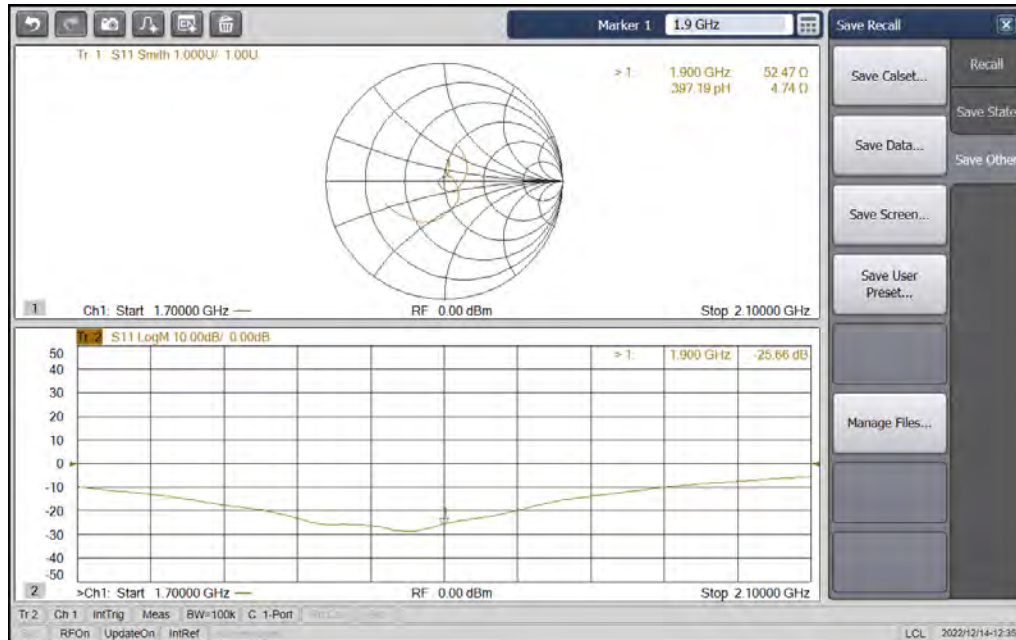 Marker 1 1.9 GHz
Save Recall
Tr 1 S11 Smith 1.000U/ 1.00U
> 1: 1.900 GHz 52.47 Ω
397.19 pH 4.74 Ω
1 Ch1: Start 1.70000 GHz — RF 0.00 dBm Stop 2.10000 GHz
Tr 2 S11 LogM 10.00dB/ 0.00dB
> 1: 1.900 GHz -25.66 dB
50
40
30
20
10
0
-10
-20
-30
-40
-50
2 >Ch1: Start 1.70000 GHz — RF 0.00 dBm Stop 2.10000 GHz
1
Save Calset...
Save Data...
Save Screen...
Save User
Preset...
Manage Files...
Recall
Save State
Save Other
Tr 2 Ch 1 IntTrig Meas BW=100k C 1-Port
RFOn UpdateOn IntRef
LCL 2022/12/14-12:35